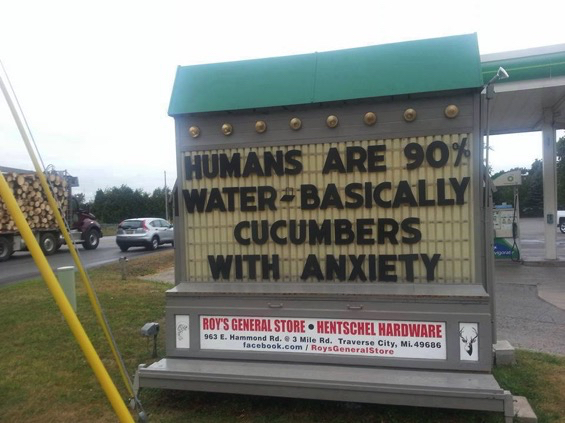 HUMANS ARE 90%
WATER-BASICALLY
CUCUMBERS
WITH ANXIETY
ROY'S GENERAL STORE • HENTSCHEL HARDWARE
963 E. Hammond Rd. @ 3 Mile Rd. Traverse City, Mi. 49686
facebook.com / RoysGeneralStore